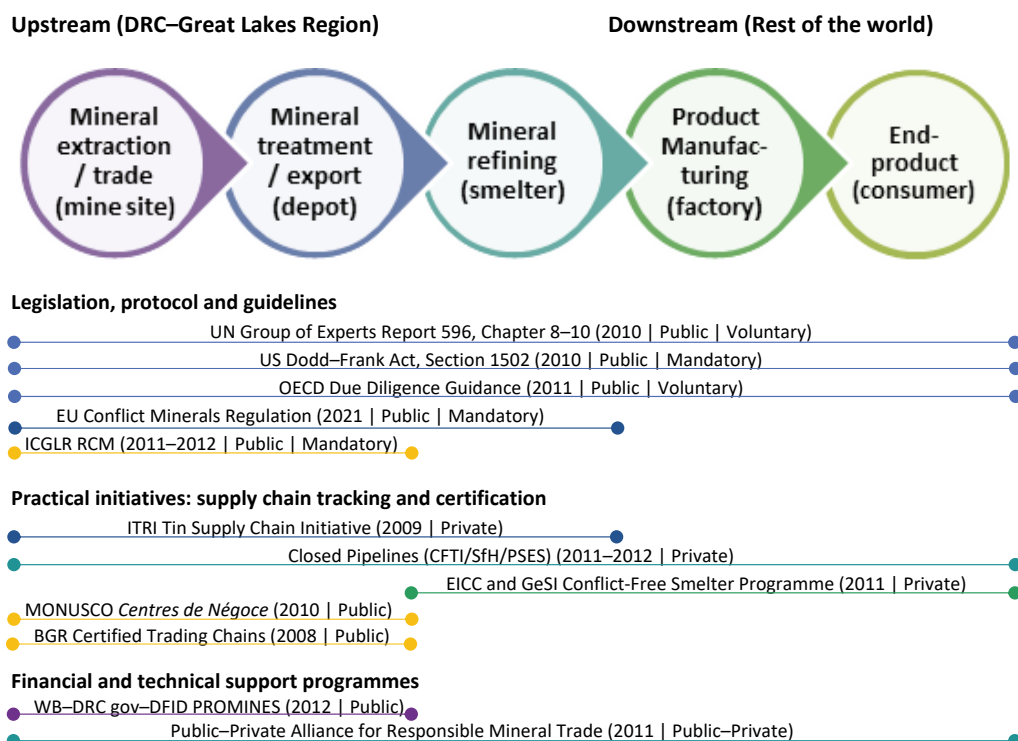 Upstream (DRC–Great Lakes Region)
Downstream (Rest of the world)
Mineral
extraction
/ trade
(mine site)
Mineral
treatment
/ export
(depot)
Mineral
refining
(smelter)
Product
Manufac-
turing
(factory)
End-
product
(consumer)
Legislation, protocol and guidelines
UN Group of Experts Report 596, Chapter 8–10 (2010 | Public | Voluntary)
US Dodd–Frank Act, Section 1502 (2010 | Public | Mandatory)
OECD Due Diligence Guidance (2011 | Public | Voluntary)
EU Conflict Minerals Regulation (2021 | Public | Mandatory)
ICGLR RCM (2011–2012 | Public | Mandatory)
Practical initiatives: supply chain tracking and certification
ITRI Tin Supply Chain Initiative (2009 | Private)
Closed Pipelines (CFTI/SfH/PSES) (2011–2012 | Private)
EICC and GeSI Conflict-Free Smelter Programme (2011 | Private)
MONUSCO Centres de Négoce (2010 | Public)
BGR Certified Trading Chains (2008 | Public)
Financial and technical support programmes
WB–DRC gov–DFID PROMINES (2012 | Public)
Public–Private Alliance for Responsible Mineral Trade (2011 | Public–Private)